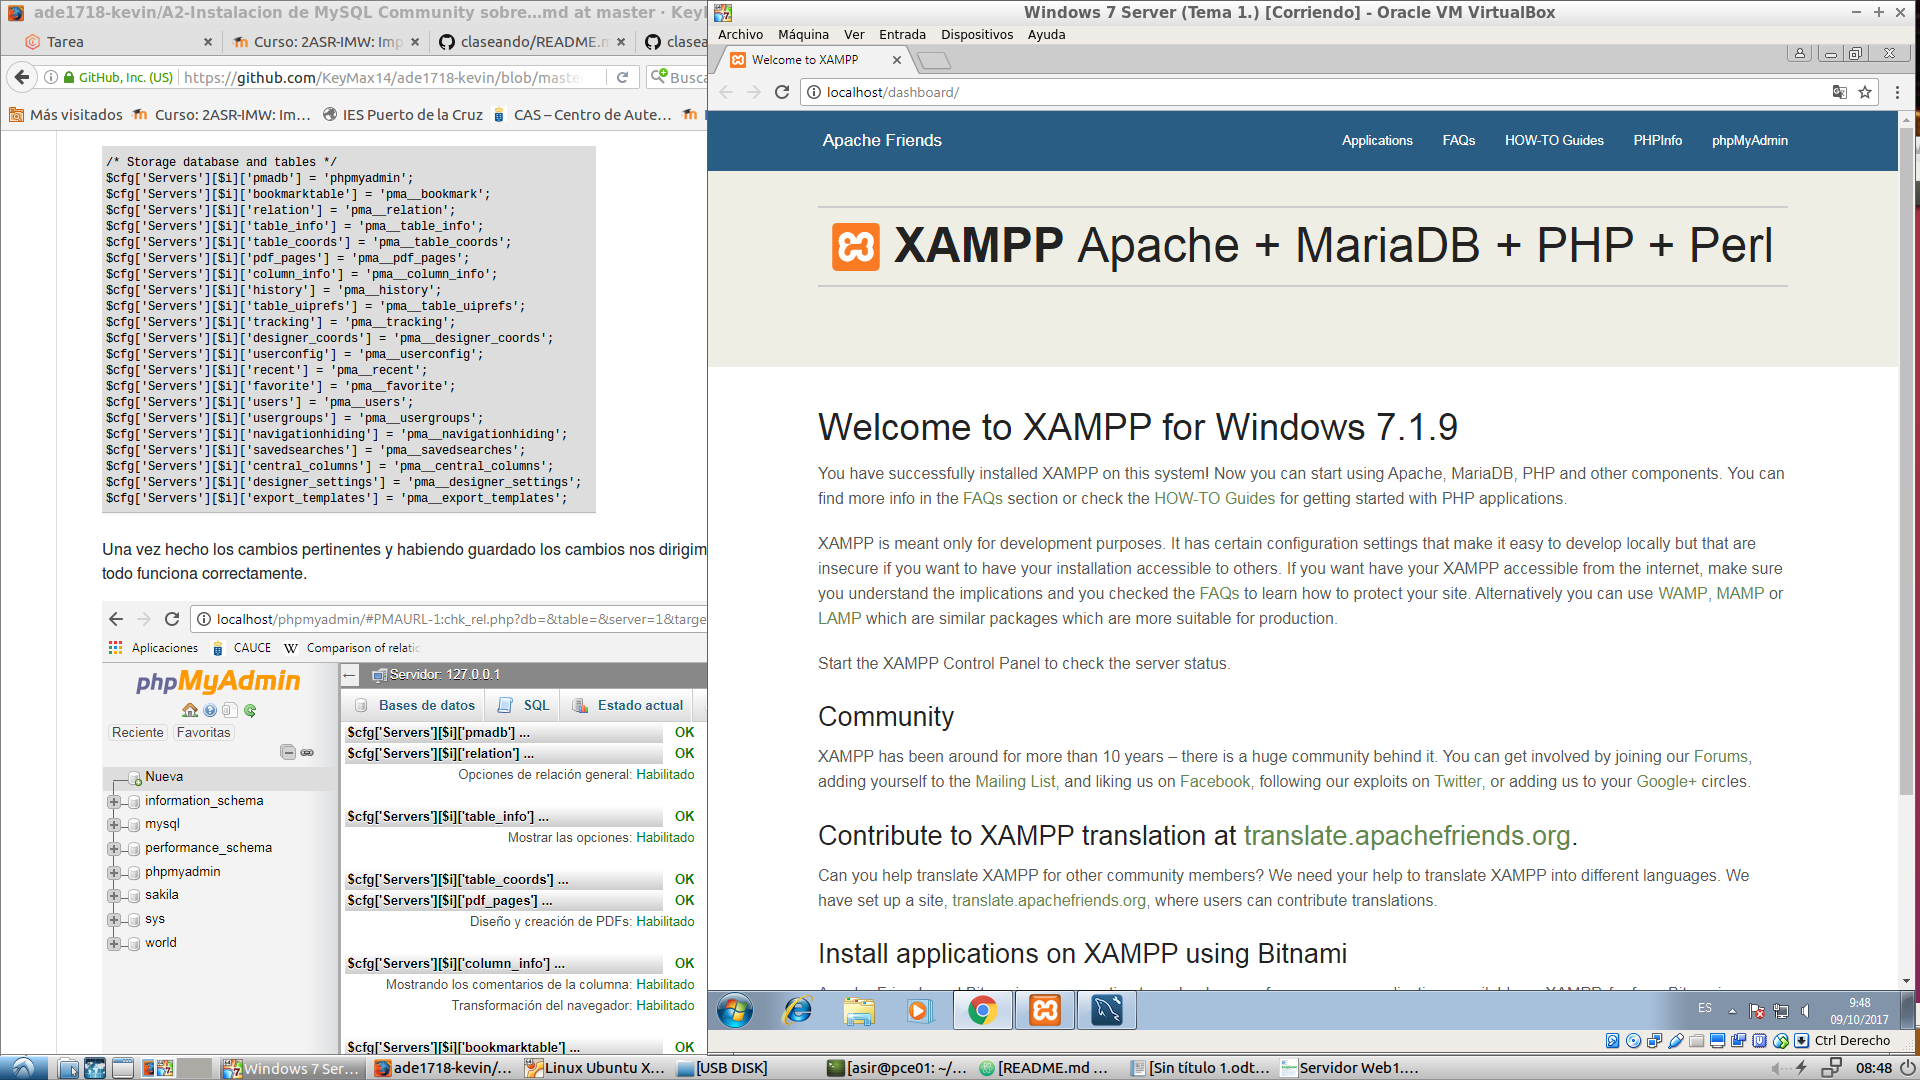 ade1718-kevin/A2-Instalacion de MySQL Community sobre...md at master · KeyM
Tarea
Curso: 2ASR-IMW: Imp
claseando/README.m
clasea
GitHub, Inc. (US)
https://github.com/KeyMax14/ade1718-kevin/blob/master
Busca
Más visitados
Curso: 2ASR-IMW: Im...
IES Puerto de la Cruz
CAS – Centro de Aute...
/* Storage database and tables */
$cfg['Servers'][$i]['pmadb'] = 'phpmyadmin';
$cfg['Servers'][$i]['bookmarktable'] = 'pma__bookmark';
$cfg['Servers'][$i]['relation'] = 'pma__relation';
$cfg['Servers'][$i]['table_info'] = 'pma__table_info';
$cfg['Servers'][$i]['table_coords'] = 'pma__table_coords';
$cfg['Servers'][$i]['pdf_pages'] = 'pma__pdf_pages';
$cfg['Servers'][$i]['column_info'] = 'pma__column_info';
$cfg['Servers'][$i]['history'] = 'pma__history';
$cfg['Servers'][$i]['table_uiprefs'] = 'pma__table_uiprefs';
$cfg['Servers'][$i]['tracking'] = 'pma__tracking';
$cfg['Servers'][$i]['designer_coords'] = 'pma__designer_coords';
$cfg['Servers'][$i]['userconfig'] = 'pma__userconfig';
$cfg['Servers'][$i]['recent'] = 'pma__recent';
$cfg['Servers'][$i]['favorite'] = 'pma__favorite';
$cfg['Servers'][$i]['users'] = 'pma__users';
$cfg['Servers'][$i]['usergroups'] = 'pma__usergroups';
$cfg['Servers'][$i]['navigationhiding'] = 'pma__navigationhiding';
$cfg['Servers'][$i]['savedsearches'] = 'pma__savedsearches';
$cfg['Servers'][$i]['central_columns'] = 'pma__central_columns';
$cfg['Servers'][$i]['designer_settings'] = 'pma__designer_settings';
$cfg['Servers'][$i]['export_templates'] = 'pma__export_templates';
Una vez hecho los cambios pertinentes y habiendo guardado los cambios nos dirigim
todo funciona correctamente.
localhost/phpmyadmin/#PMAURL-1:chk_rel.php?db=&table=&server=1&targe
Aplicaciones
CAUCE
Comparison of relatic
phpMyAdmin
Reciente
Favoritas
Nueva
information_schema
mysql
performance_schema
phpmyadmin
sakila
sys
world
Servidor: 127.0.0.1
Bases de datos
SQL
Estado actual
$cfg['Servers'][$i]['pmadb'] ... OK
$cfg['Servers'][$i]['relation'] ... OK
Opciones de relación general: Habilitado
$cfg['Servers'][$i]['table_info'] ... OK
Mostrar las opciones: Habilitado
$cfg['Servers'][$i]['table_coords'] ... OK
$cfg['Servers'][$i]['pdf_pages'] ... OK
Diseño y creación de PDFs: Habilitado
$cfg['Servers'][$i]['column_info'] ... OK
Mostrando los comentarios de la columna: Habilitado
Transformación del navegador: Habilitado
$cfg['Servers'][$i]['bookmarktable'] ... OK
Windows 7 Server (Tema 1.) [Corriendo] - Oracle VM VirtualBox
Archivo Máquina Ver Entrada Dispositivos Ayuda
Welcome to XAMPP
localhost/dashboard/
Apache Friends
Applications FAQs HOW-TO Guides PHPInfo phpMyAdmin
XAMPP Apache + MariaDB + PHP + Perl
Welcome to XAMPP for Windows 7.1.9
You have successfully installed XAMPP on this system! Now you can start using Apache, MariaDB, PHP and other components. You can
find more info in the FAQs section or check the HOW-TO Guides for getting started with PHP applications.
XAMPP is meant only for development purposes. It has certain configuration settings that make it easy to develop locally but that are
insecure if you want to have your installation accessible to others. If you want have your XAMPP accessible from the internet, make sure
you understand the implications and you checked the FAQs to learn how to protect your site. Alternatively you can use WAMP, MAMP or
LAMP which are similar packages which are more suitable for production.
Start the XAMPP Control Panel to check the server status.
Community
XAMPP has been around for more than 10 years – there is a huge community behind it. You can get involved by joining our Forums,
adding yourself to the Mailing List, and liking us on Facebook, following our exploits on Twitter, or adding us to your Google+ circles.
Contribute to XAMPP translation at translate.apachefriends.org.
Can you help translate XAMPP for other community members? We need your help to translate XAMPP into different languages. We
have set up a site, translate.apachefriends.org, where users can contribute translations.
Install applications on XAMPP using Bitnami
ES
9:48
09/10/2017
Ctrl Derecho
Windows 7 Ser...
ade1718-kevin/...
Linux Ubuntu X...
[USB DISK]
[asir@pce01: ~/...
[README.md ...
[Sin título 1.odt...
Servidor Web1....
08:48